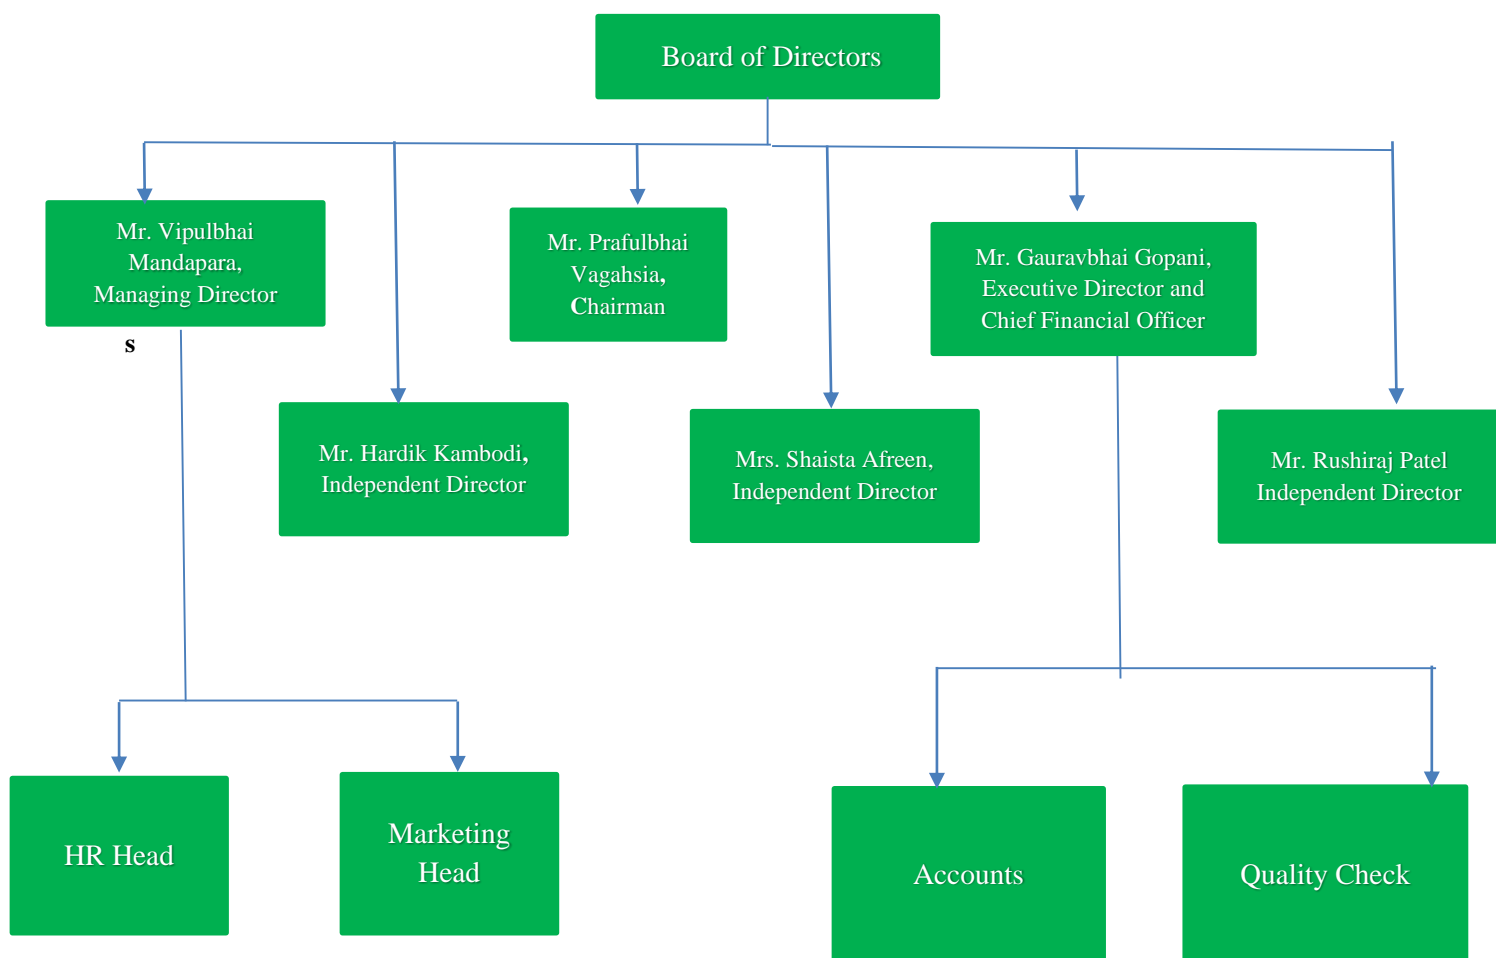 Board of Directors
Mr. Vipulbhai
Mandapara,
Managing Director
s
Mr. Prafulbhai
Vagahsia,
Chairman
Mr. Gauravbhai Gopani,
Executive Director and
Chief Financial Officer
Mr. Hardik Kambodi,
Independent Director
Mrs. Shaista Afreen,
Independent Director
Mr. Rushiraj Patel
Independent Director
HR Head
Marketing
Head
Accounts
Quality Check